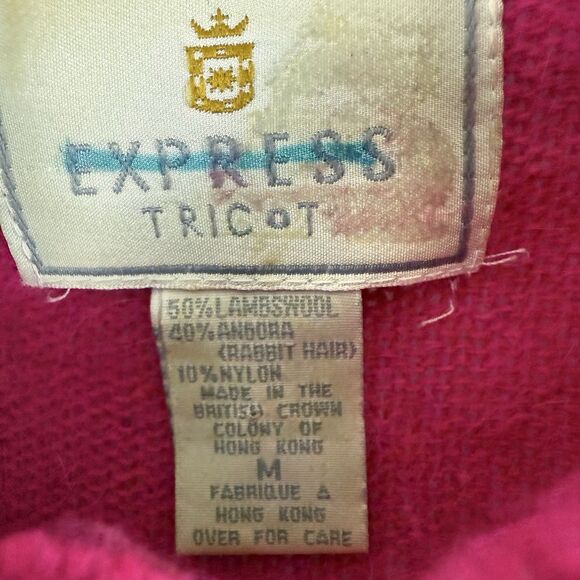 EXPRESS
TRICOT
50% LAMBSWOOL
40% ANGORA
(RABBIT HAIR)
10% NYLON
MADE IN THE
BRITISH CROWN
COLONY OF
HONG KONG
M
FABRIQUE A
HONG KONG
OVER FOR CARE